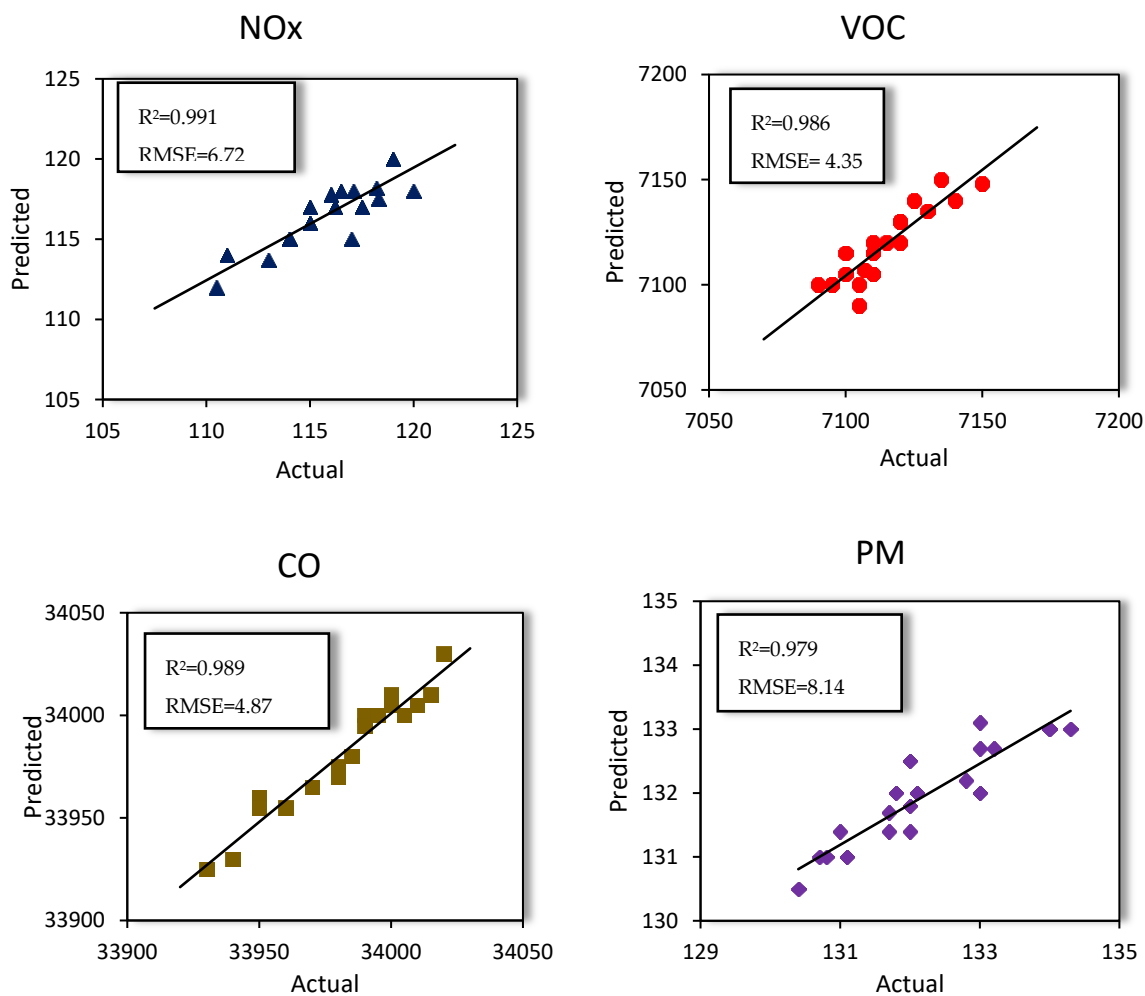 NOx
125
120
115
110
105
Predicted
R²=0.991
RMSE=6.72
105 110 115 120 125
Actual
VOC
7200
7150
7100
7050
Predicted
R²=0.986
RMSE= 4.35
7050 7100 7150 7200
Actual
CO
34050
34000
33950
33900
Predicted
R²=0.989
RMSE=4.87
33900 33950 34000 34050
Actual
PM
135
134
133
132
131
130
Predicted
R²=0.979
RMSE=8.14
129 131 133 135
Actual